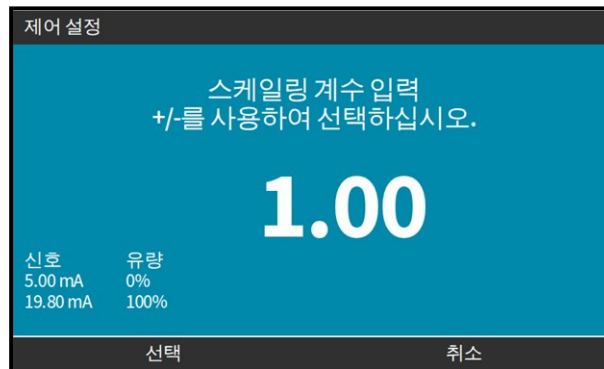 제어 설정
스케일링 계수 입력
+/-를 사용하여 선택하십시오.
1.00
신호 유량
5.00 mA 0%
19.80 mA 100%
선택 취소